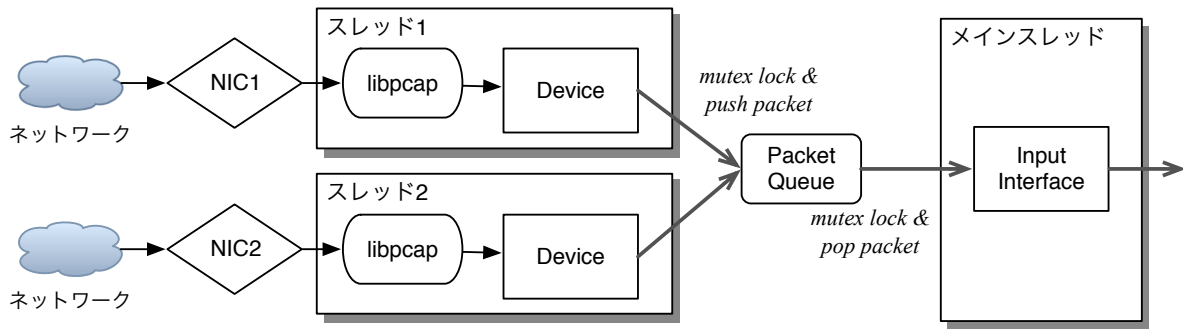 スレッド1
ネットワーク
NIC1
libpcap
Device
mutex lock &
push packet
スレッド2
ネットワーク
NIC2
libpcap
Device
Packet
Queue
mutex lock &
pop packet
メインスレッド
Input
Interface